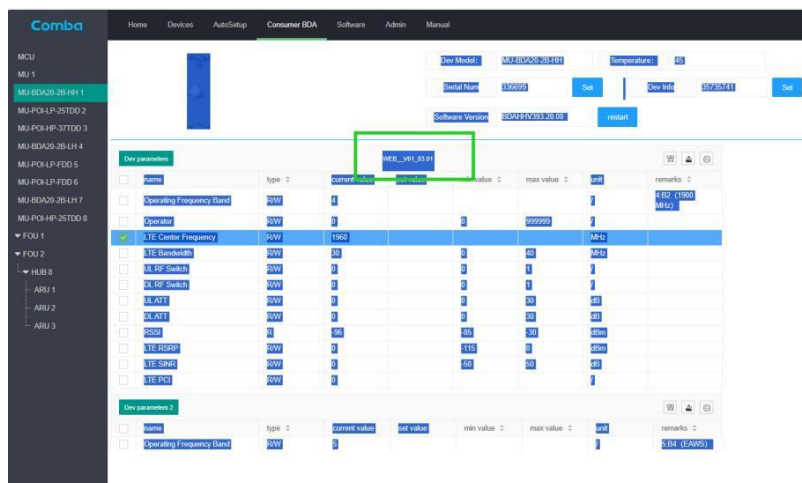 Comba
Home Devices AutoSetup Consumer BDA Software Admin Manual
MCU
MU 1
MU-BDA20-2B-HH 1
MU-POI-LP-25TDD 2
MU-POI-HP-37TDD 3
MU-BDA20-2B-LH 4
MU-POI-LP-FDD 5
MU-POI-LP-FDD 6
MU-BDA20-2B-LH 7
MU-POI-HP-25TDD 8
FOU 1
FOU 2
HUB 8
ARU 1
ARU 2
ARU 3
Dev Model: MU-BDA20-2B-HH Temperature: 45
Serial Num 336699 Set Dev Info 35735741 Set
Software Version BDAHHV393.20.00 restart
Dev parameters WEB__V01_03.01
name type current value set value min value max value unit remarks
Operating Frequency Band R/W 4 / 4:B2 (1900 MHz)
Operator R/W 0 0 999999 /
LTE Center Frequency R/W 1960 MHz
LTE Bandwidth R/W 30 0 40 MHz
UL RF Switch R/W 0 0 1 /
DL RF Switch R/W 0 0 1 /
UL ATT R/W 0 0 30 dB
DL ATT R/W 0 0 30 dB
RSSI R -96 -85 -30 dBm
LTE RSRP R/W 0 -115 0 dBm
LTE SINR R/W 0 -50 50 dB
LTE PCI R/W 0 /
Dev parameters 2
name type current value set value min value max value unit remarks
Operating Frequency Band R/W 5 / 5:B4 (EAWS)